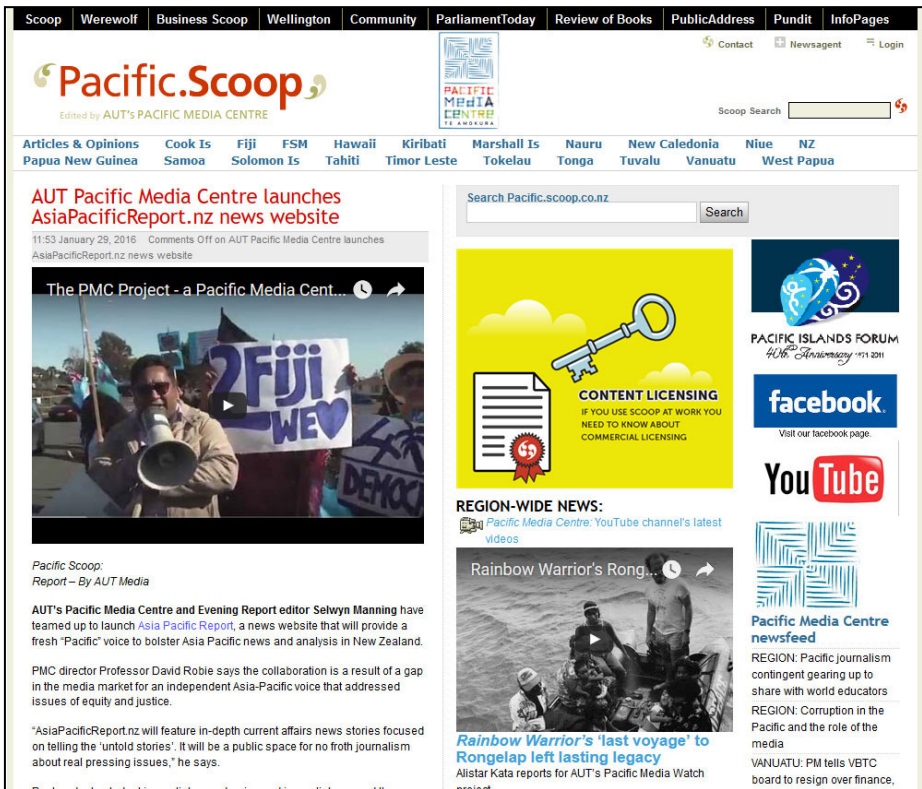 Scoop Werewolf Business Scoop Wellington Community ParliamentToday Review of Books PublicAddress Pundit InfoPages
Contact Newsagent Login
Pacific.Scoop
Edited by AUT'S PACIFIC MEDIA CENTRE
PACIFIC
MEDIA
CENTRE
TE AMOKURA
Scoop Search
Articles & Opinions Cook Is Fiji FSM Hawaii Kiribati Marshall Is Nauru New Caledonia Niue NZ
Papua New Guinea Samoa Solomon Is Tahiti Timor Leste Tokelau Tonga Tuvalu Vanuatu West Papua
AUT Pacific Media Centre launches
AsiaPacificReport.nz news website
11:53 January 29, 2016 Comments Off on AUT Pacific Media Centre launches
AsiaPacificReport.nz news website
The PMC Project - a Pacific Media Cent...
2Fiji
WE
DEMOC
Pacific Scoop:
Report – By AUT Media
AUT's Pacific Media Centre and Evening Report editor Selwyn Manning have
teamed up to launch Asia Pacific Report, a news website that will provide a
fresh "Pacific" voice to bolster Asia Pacific news and analysis in New Zealand.
PMC director Professor David Robie says the collaboration is a result of a gap
in the media market for an independent Asia-Pacific voice that addressed
issues of equity and justice.
"AsiaPacificReport.nz will feature in-depth current affairs news stories focused
on telling the 'untold stories'. It will be a public space for no froth journalism
about real pressing issues," he says.
Search Pacific.scoop.co.nz
Search
CONTENT LICENSING
IF YOU USE SCOOP AT WORK YOU
NEED TO KNOW ABOUT
COMMERCIAL LICENSING
REGION-WIDE NEWS:
Pacific Media Centre: YouTube channel's latest
videos
Rainbow Warrior's Rong...
Rainbow Warrior's 'last voyage' to
Rongelap left lasting legacy
Alistar Kata reports for AUT's Pacific Media Watch
project
PACIFIC ISLANDS FORUM
40th Anniversary 1971-2011
facebook
Visit our facebook page.
YouTube
Pacific Media Centre
newsfeed
REGION: Pacific journalism
contingent gearing up to
share with world educators
REGION: Corruption in the
Pacific and the role of the
media
VANUATU: PM tells VBTC
board to resign over finance,